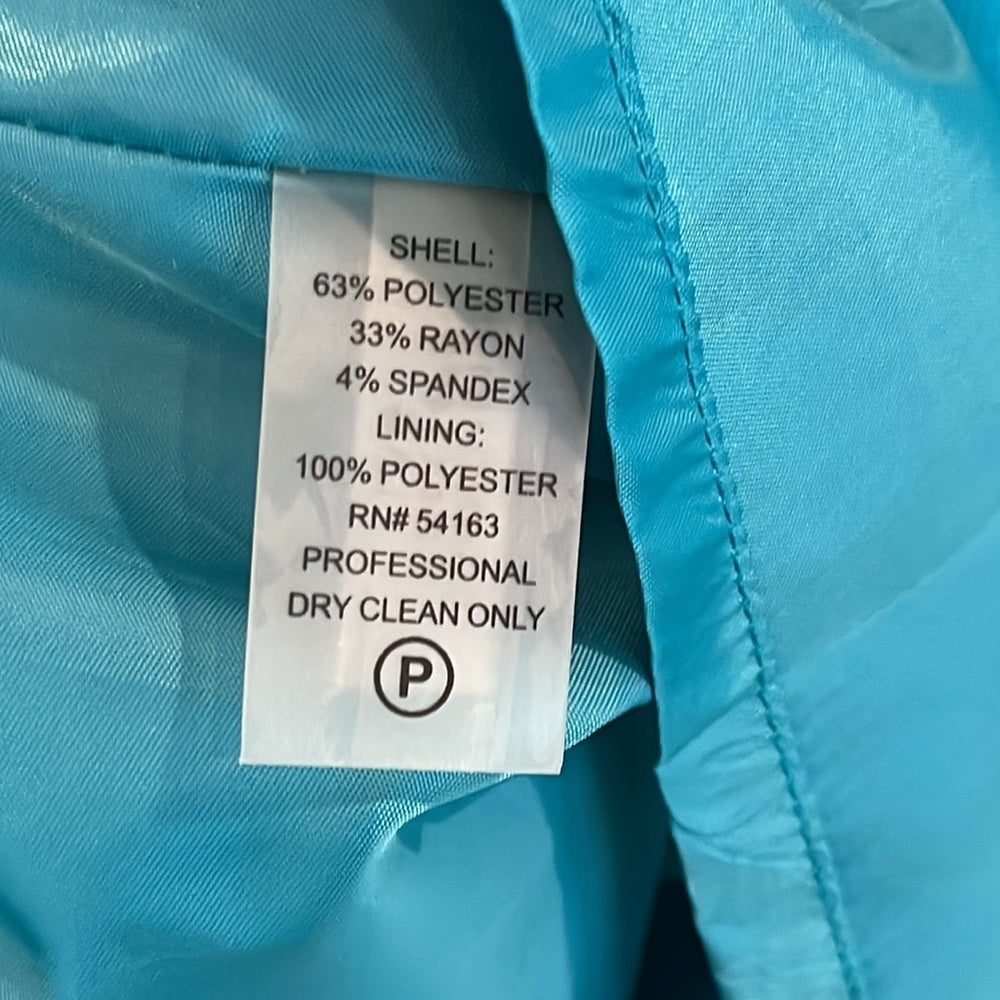 SHELL:
63% POLYESTER
33% RAYON
4% SPANDEX
LINING:
100% POLYESTER
RN# 54163
PROFESSIONAL
DRY CLEAN ONLY
P